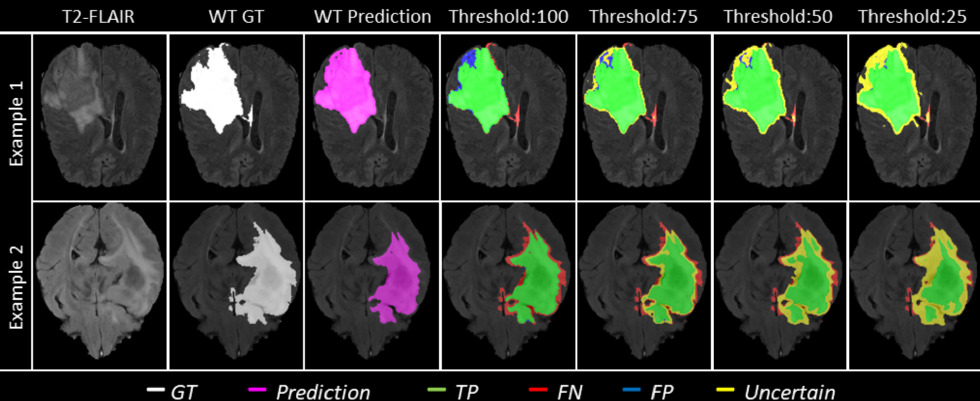 T2-FLAIR WT GT WT Prediction Threshold:100 Threshold:75 Threshold:50 Threshold:25
Example 1
Example 2
GT Prediction TP FN FP Uncertain